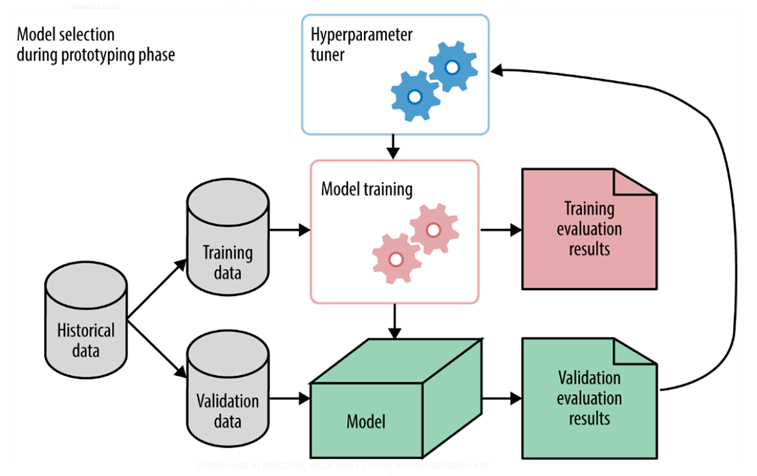 Model selection
during prototyping phase
Hyperparameter
tuner
Model training
Training
data
Training
evaluation
results
Historical
data
Validation
data
Model
Validation
evaluation
results